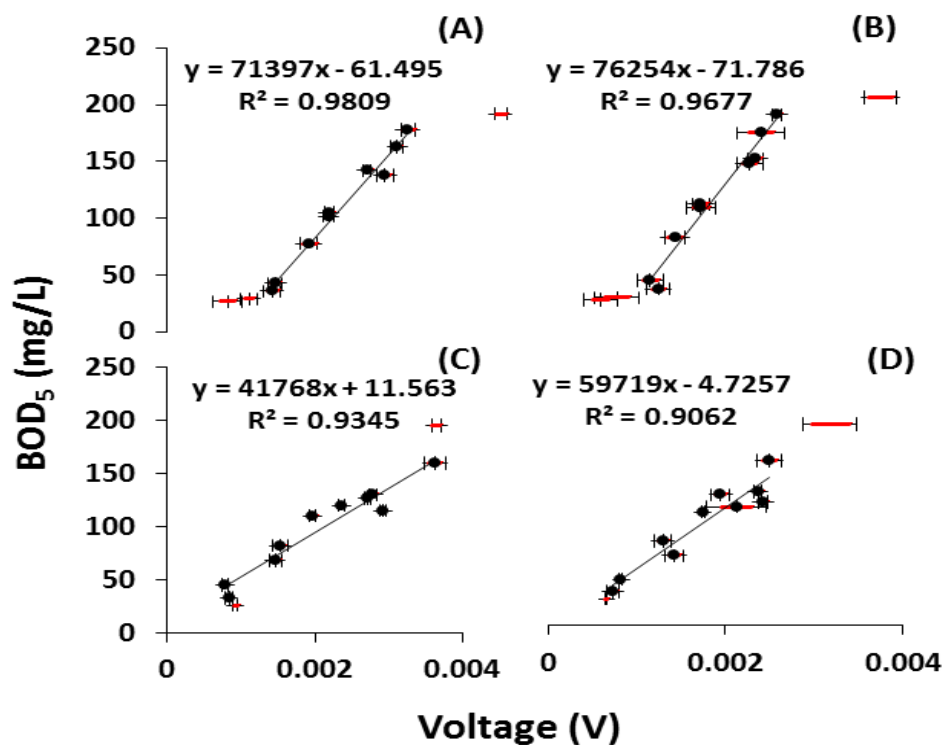 (A)
y = 71397x - 61.495
R² = 0.9809
(B)
y = 76254x - 71.786
R² = 0.9677
250
200
150
100
50
0
(C)
y = 41768x + 11.563
R² = 0.9345
(D)
y = 59719x - 4.7257
R² = 0.9062
250
200
150
100
50
0
0
0.002
0.004
0
0.002
0.004
BOD₅ (mg/L)
Voltage (V)